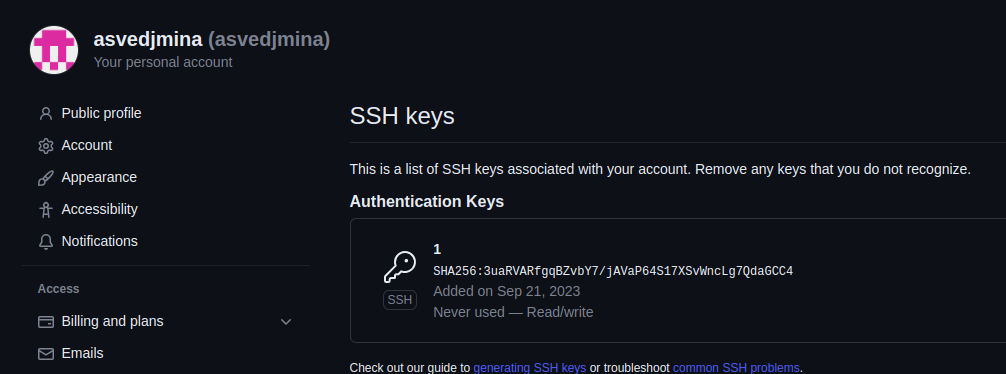 asvedjmina (asvedjmina)
Your personal account
Public profile
Account
Appearance
Accessibility
Notifications
Access
Billing and plans
Emails
SSH keys
This is a list of SSH keys associated with your account. Remove any keys that you do not recognize.
Authentication Keys
1
SHA256:3uaRVARfgqBZvbY7/jAVaP64S17XSvWncLg7QdaGCC4
SSH
Added on Sep 21, 2023
Never used — Read/write
Check out our guide to generating SSH keys or troubleshoot common SSH problems.